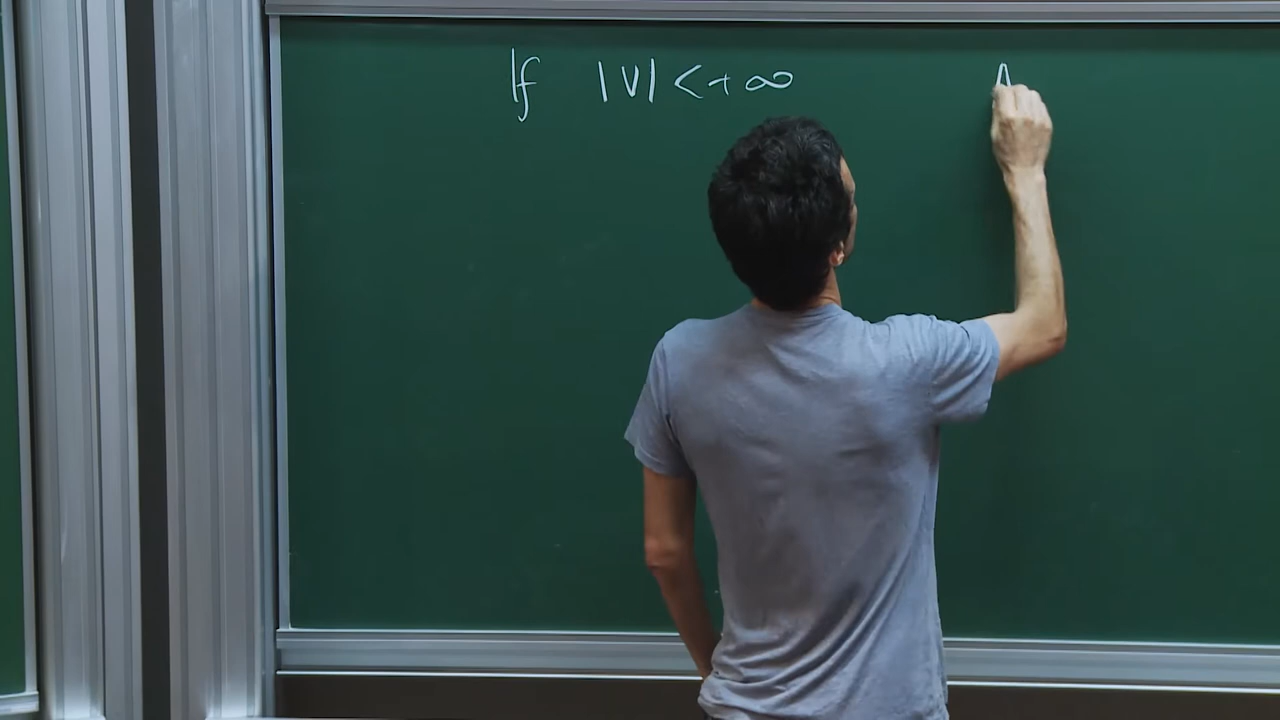 If |V| < +∞